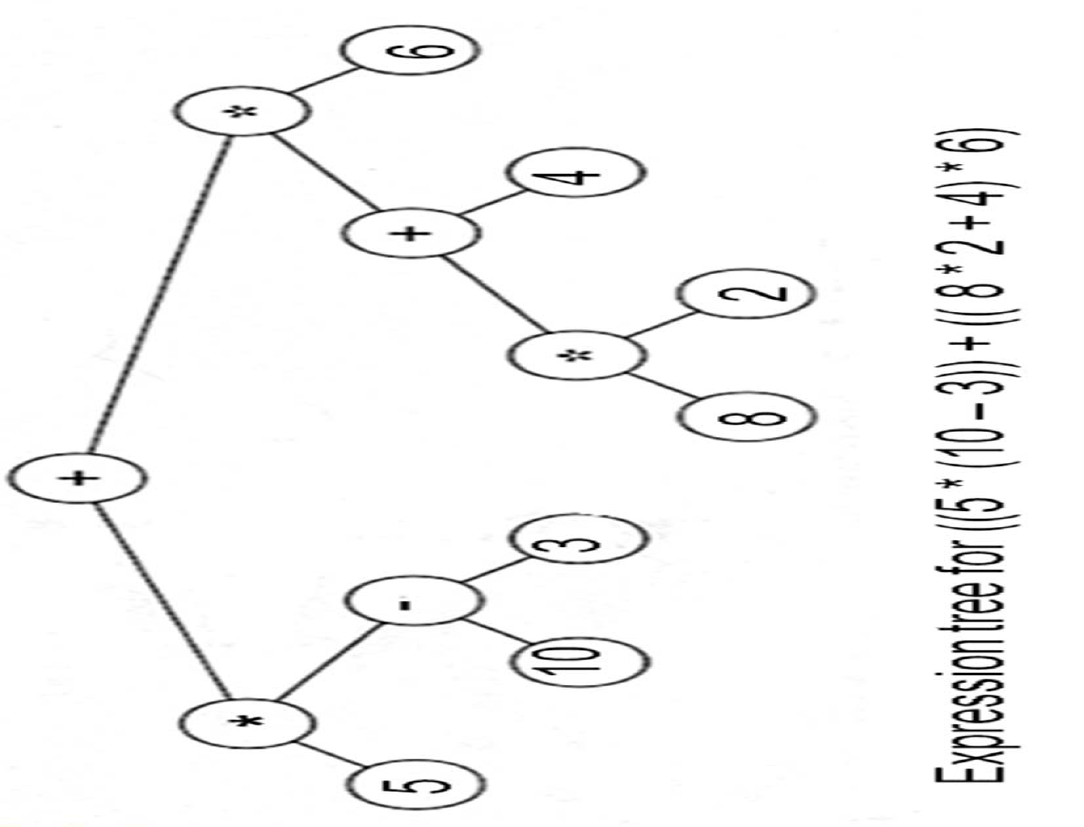 +
* *
5 - + 6
10 3 * 4
8 2
Expression tree for ((5* (10 – 3)) + (( 8* 2 + 4) * 6)